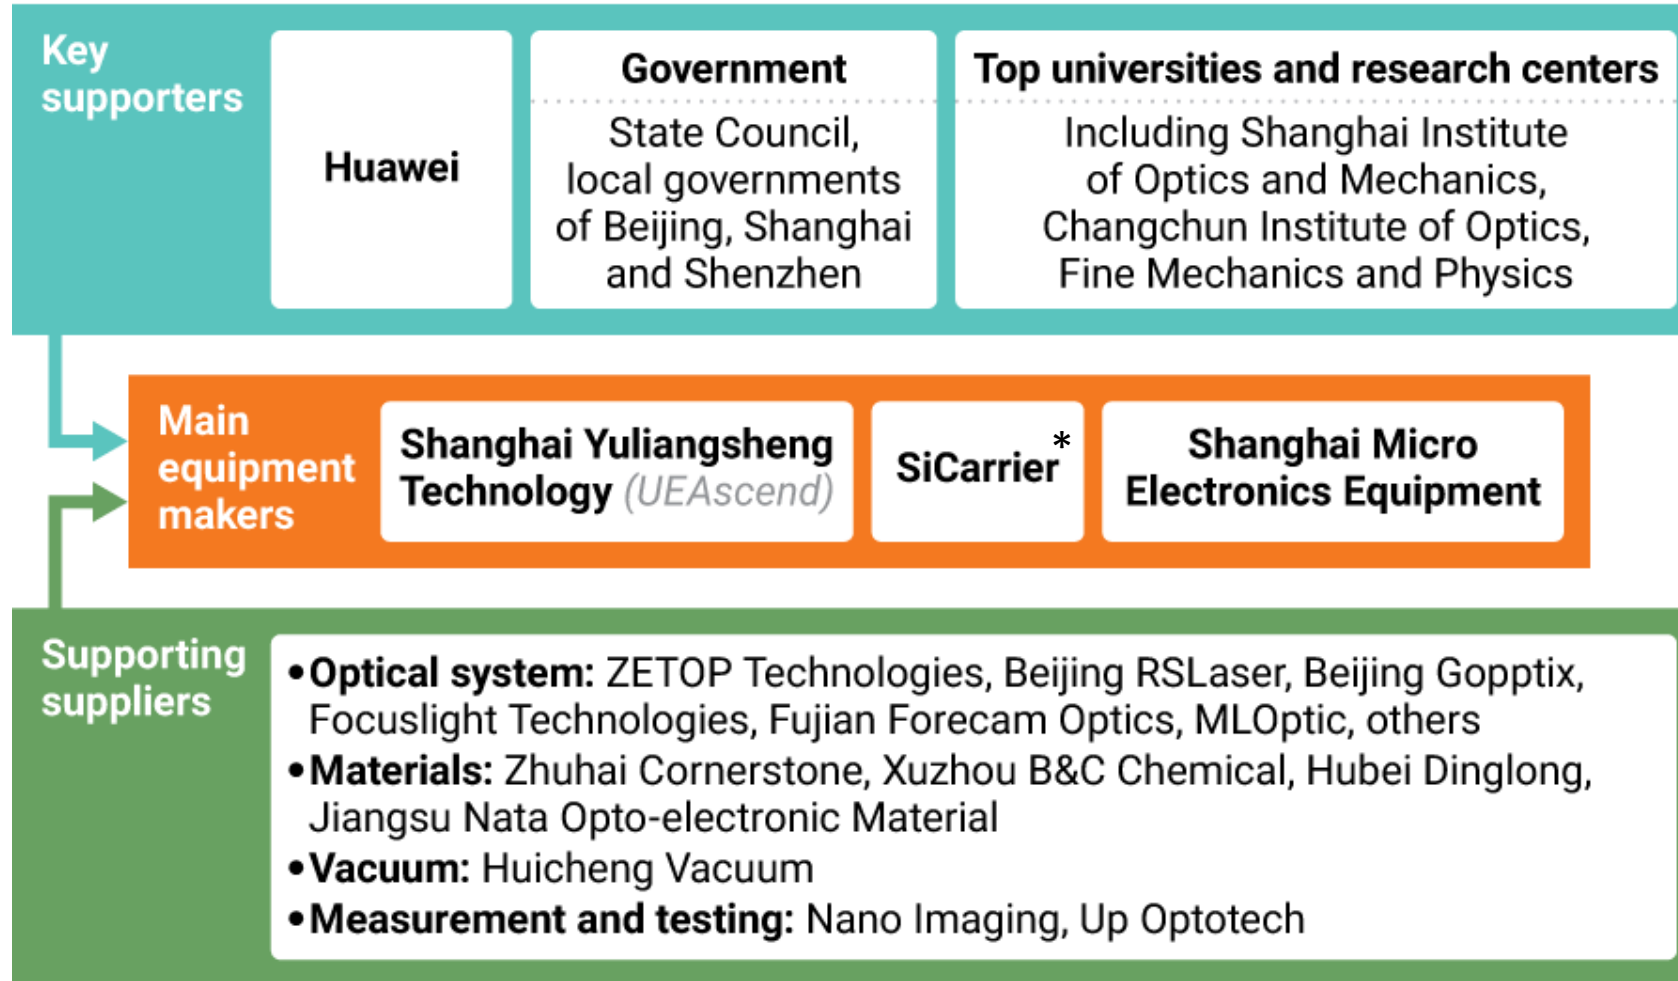 Key
supporters
Huawei
Government
State Council,
local governments
of Beijing, Shanghai
and Shenzhen
Top universities and research centers
Including Shanghai Institute
of Optics and Mechanics,
Changchun Institute of Optics,
Fine Mechanics and Physics
Main
equipment
makers
Shanghai Yuliangsheng
Technology (UEAscend)
SiCarrier*
Shanghai Micro
Electronics Equipment
Supporting
suppliers
•Optical system: ZETOP Technologies, Beijing RSLaser, Beijing Gopptix,
Focuslight Technologies, Fujian Forecam Optics, MLOptic, others
•Materials: Zhuhai Cornerstone, Xuzhou B&C Chemical, Hubei Dinglong,
Jiangsu Nata Opto-electronic Material
•Vacuum: Huicheng Vacuum
•Measurement and testing: Nano Imaging, Up Optotech